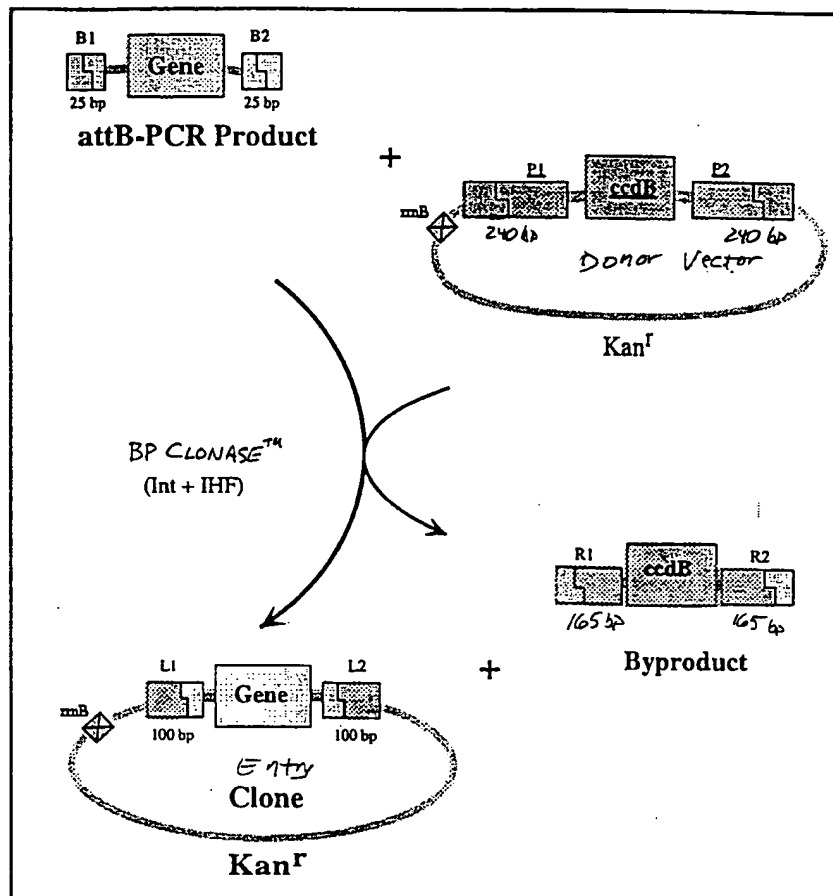 B1 B2
Gene
25 bp 25 bp
attB-PCR Product
+
P1 P2
ccdB
rrnB
240 bp 240 bp
Donor Vector
Kanr
BP CLONASE™
(Int + IHF)
R1 R2
ccdB
165 bp 165 bp
Byproduct
+
L1 L2
Gene
rrnB
100 bp 100 bp
Entry
Clone
Kanr